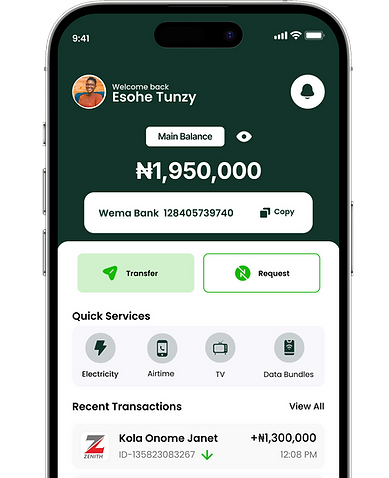 9:41
Welcome back
Esohe Tunzy
Main Balance
₦1,950,000
Wema Bank 128405739740 Copy
Transfer Request
Quick Services
Electricity Airtime TV Data Bundles
Recent Transactions View All
Kola Onome Janet +₦1,300,000
ZENITH ID-135823083267 12:08 PM